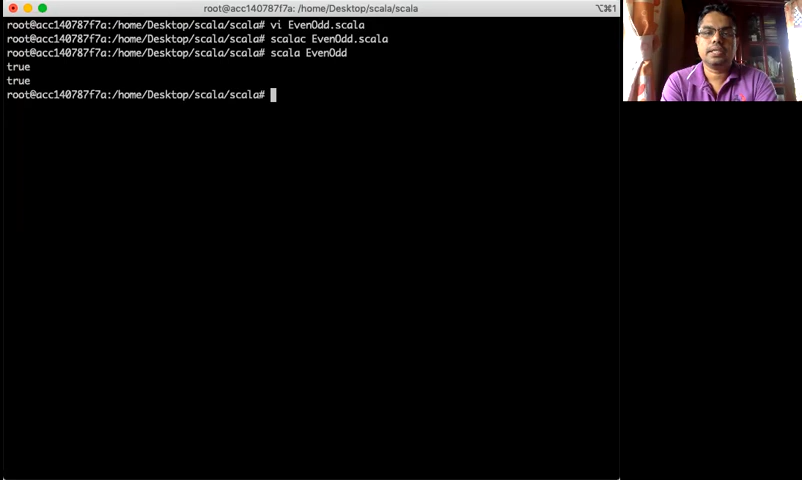 root@acc140787f7a: /home/Desktop/scala/scala
⌥⌘1
root@acc140787f7a:/home/Desktop/scala/scala# vi EvenOdd.scala
root@acc140787f7a:/home/Desktop/scala/scala# scalac EvenOdd.scala
root@acc140787f7a:/home/Desktop/scala/scala# scala EvenOdd
true
true
root@acc140787f7a:/home/Desktop/scala/scala#